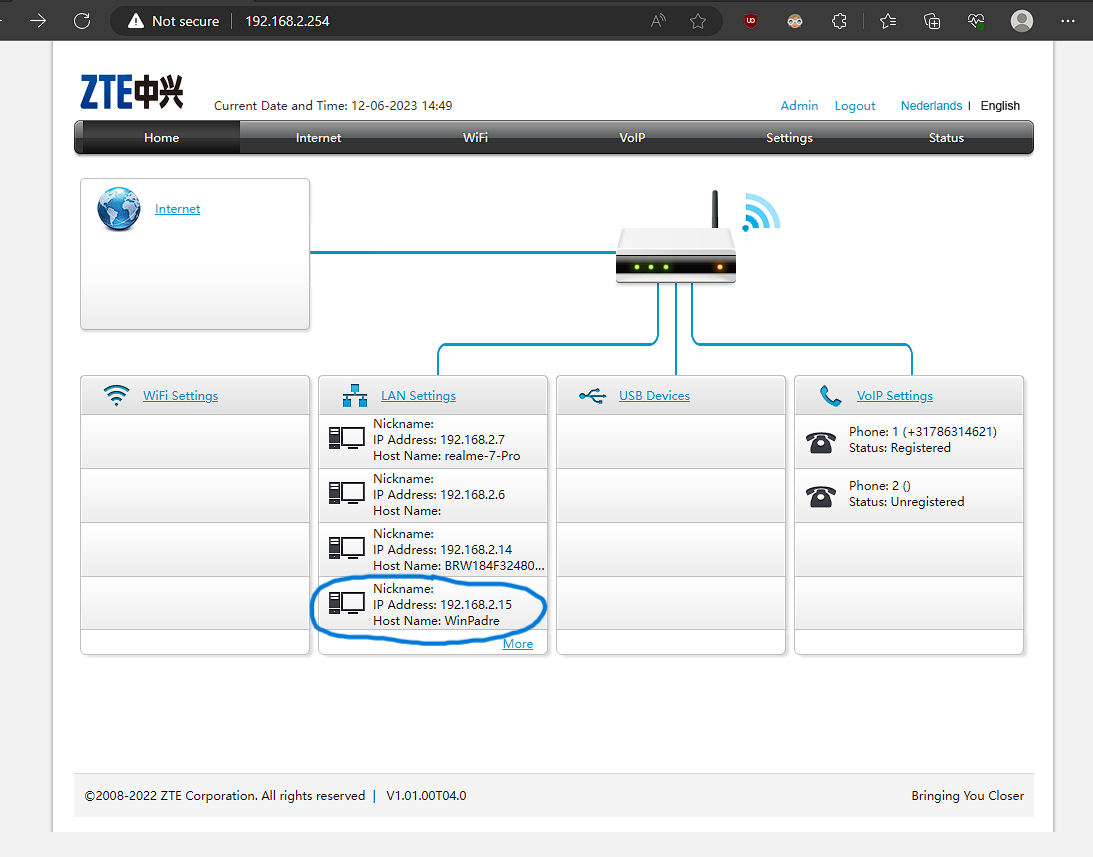 Not secure
192.168.2.254
ZTE中兴
Current Date and Time: 12-06-2023 14:49
Admin
Logout
Nederlands | English
Home
Internet
WiFi
VoIP
Settings
Status
Internet
WiFi Settings
LAN Settings
Nickname:
IP Address: 192.168.2.7
Host Name: realme-7-Pro
Nickname:
IP Address: 192.168.2.6
Host Name:
Nickname:
IP Address: 192.168.2.14
Host Name: BRW184F32480...
Nickname:
IP Address: 192.168.2.15
Host Name: WinPadre
More
USB Devices
VoIP Settings
Phone: 1 (+31786314621)
Status: Registered
Phone: 2 ()
Status: Unregistered
©2008-2022 ZTE Corporation. All rights reserved | V1.01.00T04.0
Bringing You Closer